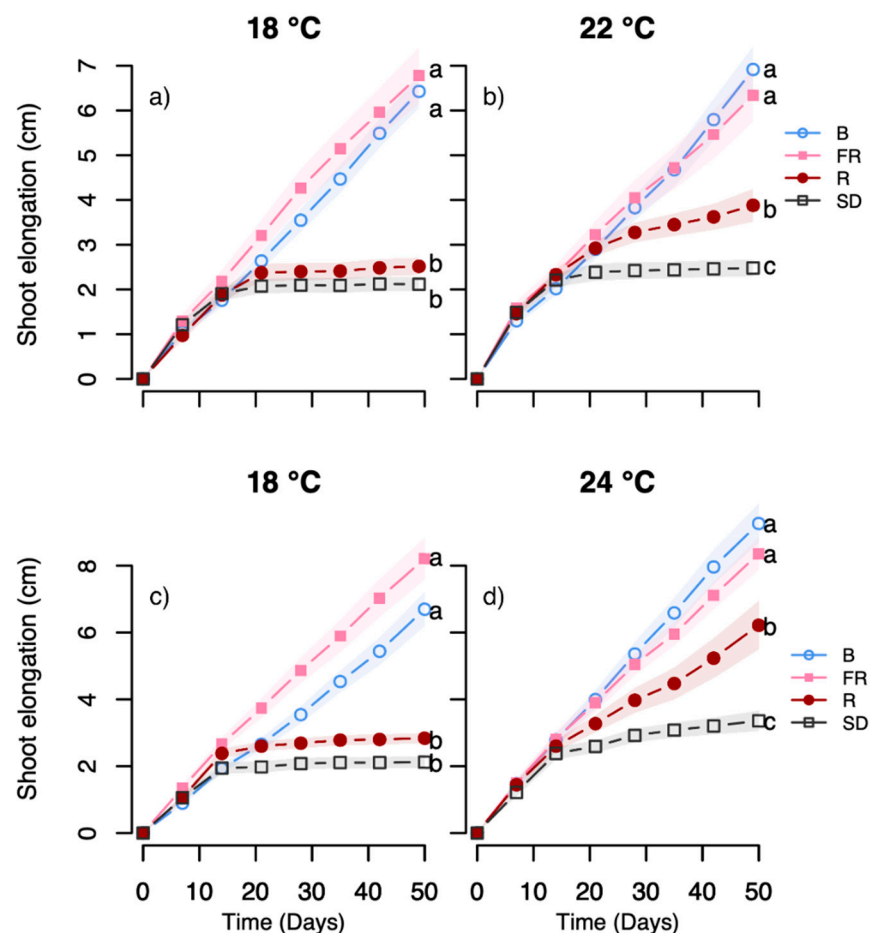 18 °C
22 °C
Shoot elongation (cm)
7
6
5
4
3
2
1
0
a)
a
a
b
b
b)
a
a
b
c
B
FR
R
SD
18 °C
24 °C
Shoot elongation (cm)
8
6
4
2
0
c)
a
a
b
b
d)
a
a
b
c
B
FR
R
SD
0 10 20 30 40 50
0 10 20 30 40 50
Time (Days)
Time (Days)